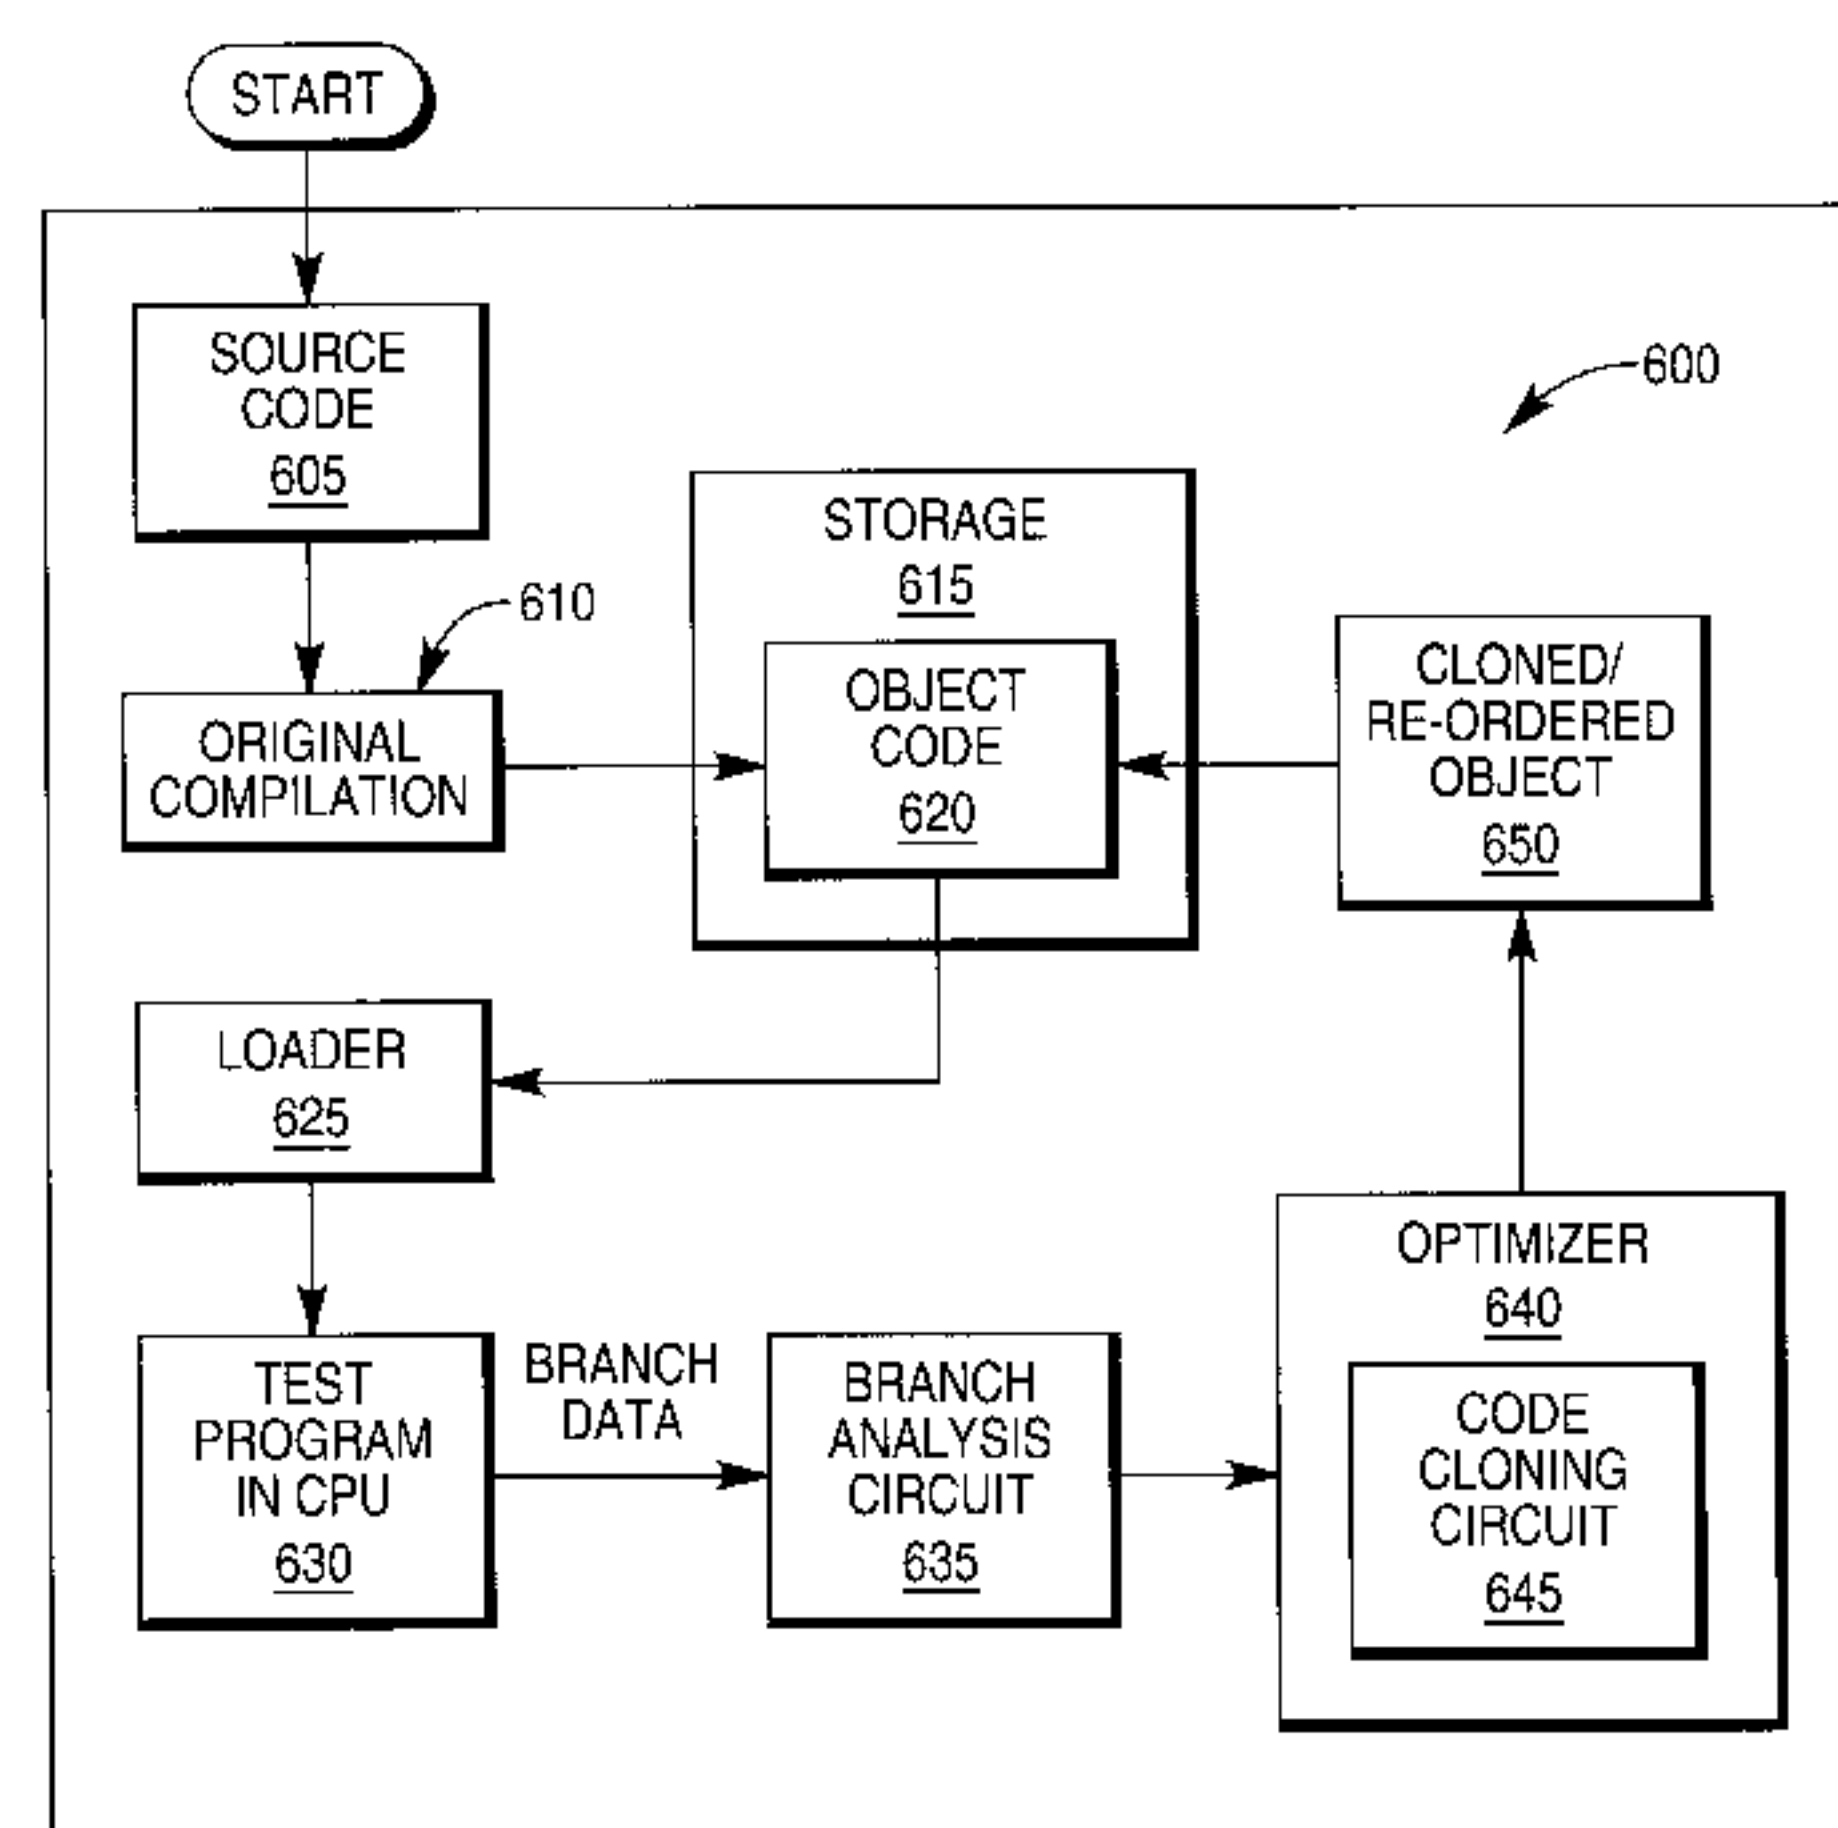 START
SOURCE
CODE
605
600
610
ORIGINAL
COMPILATION
STORAGE
615
OBJECT
CODE
620
CLONED/
RE-ORDERED
OBJECT
650
LOADER
625
TEST
PROGRAM
IN CPU
630
BRANCH
DATA
BRANCH
ANALYSIS
CIRCUIT
635
OPTIMIZER
640
CODE
CLONING
CIRCUIT
645